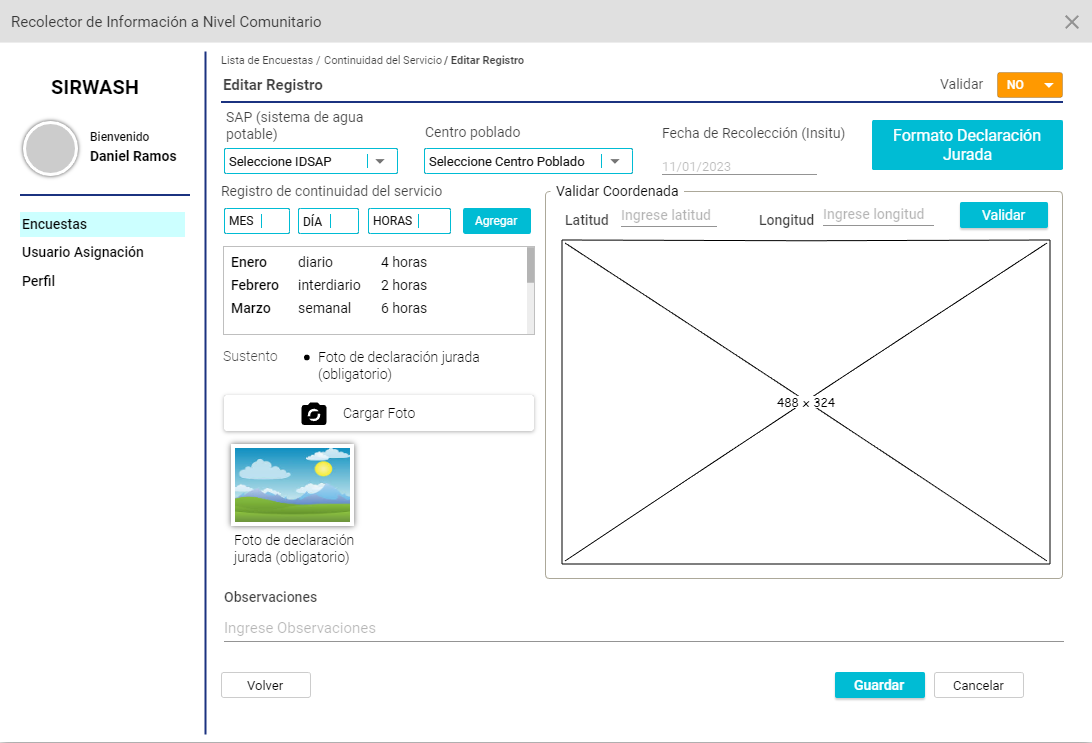 Recolector de Información a Nivel Comunitario
SIRWASH
Bienvenido
Daniel Ramos
Encuestas
Usuario Asignación
Perfil
Lista de Encuestas / Continuidad del Servicio / Editar Registro
Editar Registro
Validar
NO
SAP (sistema de agua
potable)
Seleccione IDSAP
Centro poblado
Seleccione Centro Poblado
Fecha de Recolección (Insitu)
11/01/2023
Formato Declaración
Jurada
Registro de continuidad del servicio
MES
DÍA
HORAS
Agregar
Enero diario 4 horas
Febrero interdiario 2 horas
Marzo semanal 6 horas
Sustento
• Foto de declaración jurada
(obligatorio)
Cargar Foto
Foto de declaración
jurada (obligatorio)
Validar Coordenada
Latitud
Ingrese latitud
Longitud
Ingrese longitud
Validar
488 x 324
Observaciones
Ingrese Observaciones
Volver
Guardar
Cancelar